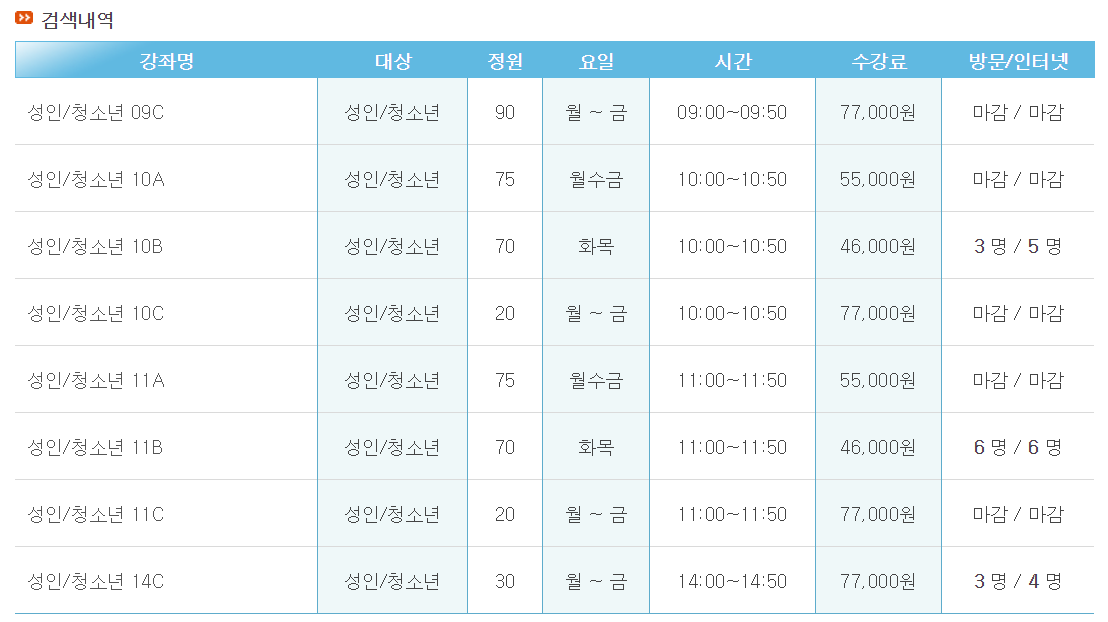 검색내역
강좌명 대상 정원 요일 시간 수강료 방문/인터넷
성인/청소년 09C 성인/청소년 90 월 ~ 금 09:00~09:50 77,000원 마감 / 마감
성인/청소년 10A 성인/청소년 75 월수금 10:00~10:50 55,000원 마감 / 마감
성인/청소년 10B 성인/청소년 70 화목 10:00~10:50 46,000원 3 명 / 5 명
성인/청소년 10C 성인/청소년 20 월 ~ 금 10:00~10:50 77,000원 마감 / 마감
성인/청소년 11A 성인/청소년 75 월수금 11:00~11:50 55,000원 마감 / 마감
성인/청소년 11B 성인/청소년 70 화목 11:00~11:50 46,000원 6 명 / 6 명
성인/청소년 11C 성인/청소년 20 월 ~ 금 11:00~11:50 77,000원 마감 / 마감
성인/청소년 14C 성인/청소년 30 월 ~ 금 14:00~14:50 77,000원 3 명 / 4 명